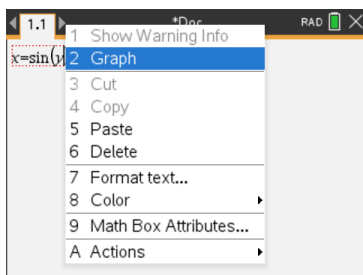 1.1 *Doc RAD
1 Show Warning Info
x=sin(y
2 Graph
3 Cut
4 Copy
5 Paste
6 Delete
7 Format text...
8 Color
9 Math Box Attributes...
A Actions